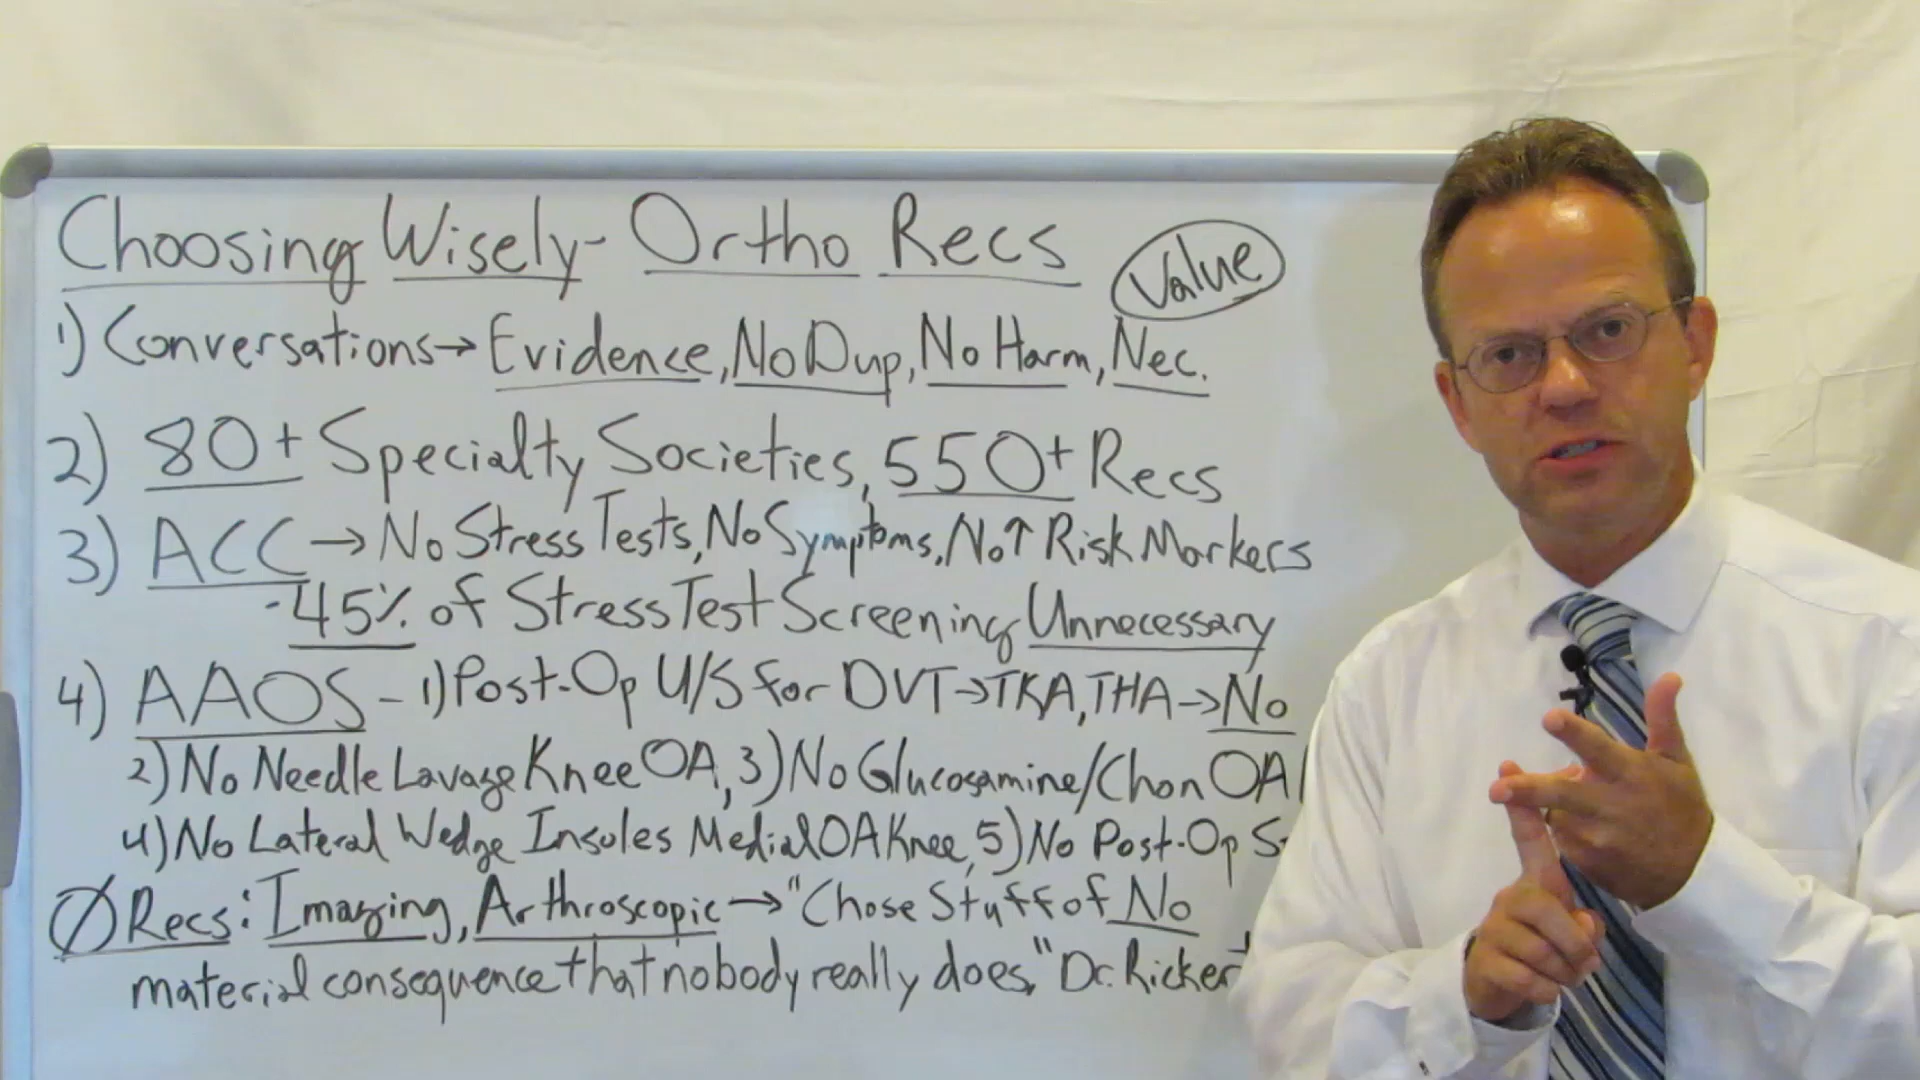 Choosing Wisely - Ortho Recs
Value
1) Conversations → Evidence, No Dup, No Harm, Nec.
2) 80+ Specialty Societies, 550+ Recs
3) ACC → No Stress Tests, No Symptoms, No ↑ Risk Markers
- 45% of Stress Test Screening Unnecessary
4) AAOS - 1) Post-Op U/S for DVT → TKA, THA → No
2) No Needle Lavage Knee OA, 3) No Glucosamine/Chon OA
4) No Lateral Wedge Insoles Medial OA Knee, 5) No Post-Op
Ø Recs: Imaging, Arthroscopic → "Chose Stuff of No
material consequence that nobody really does," Dr. Ricker